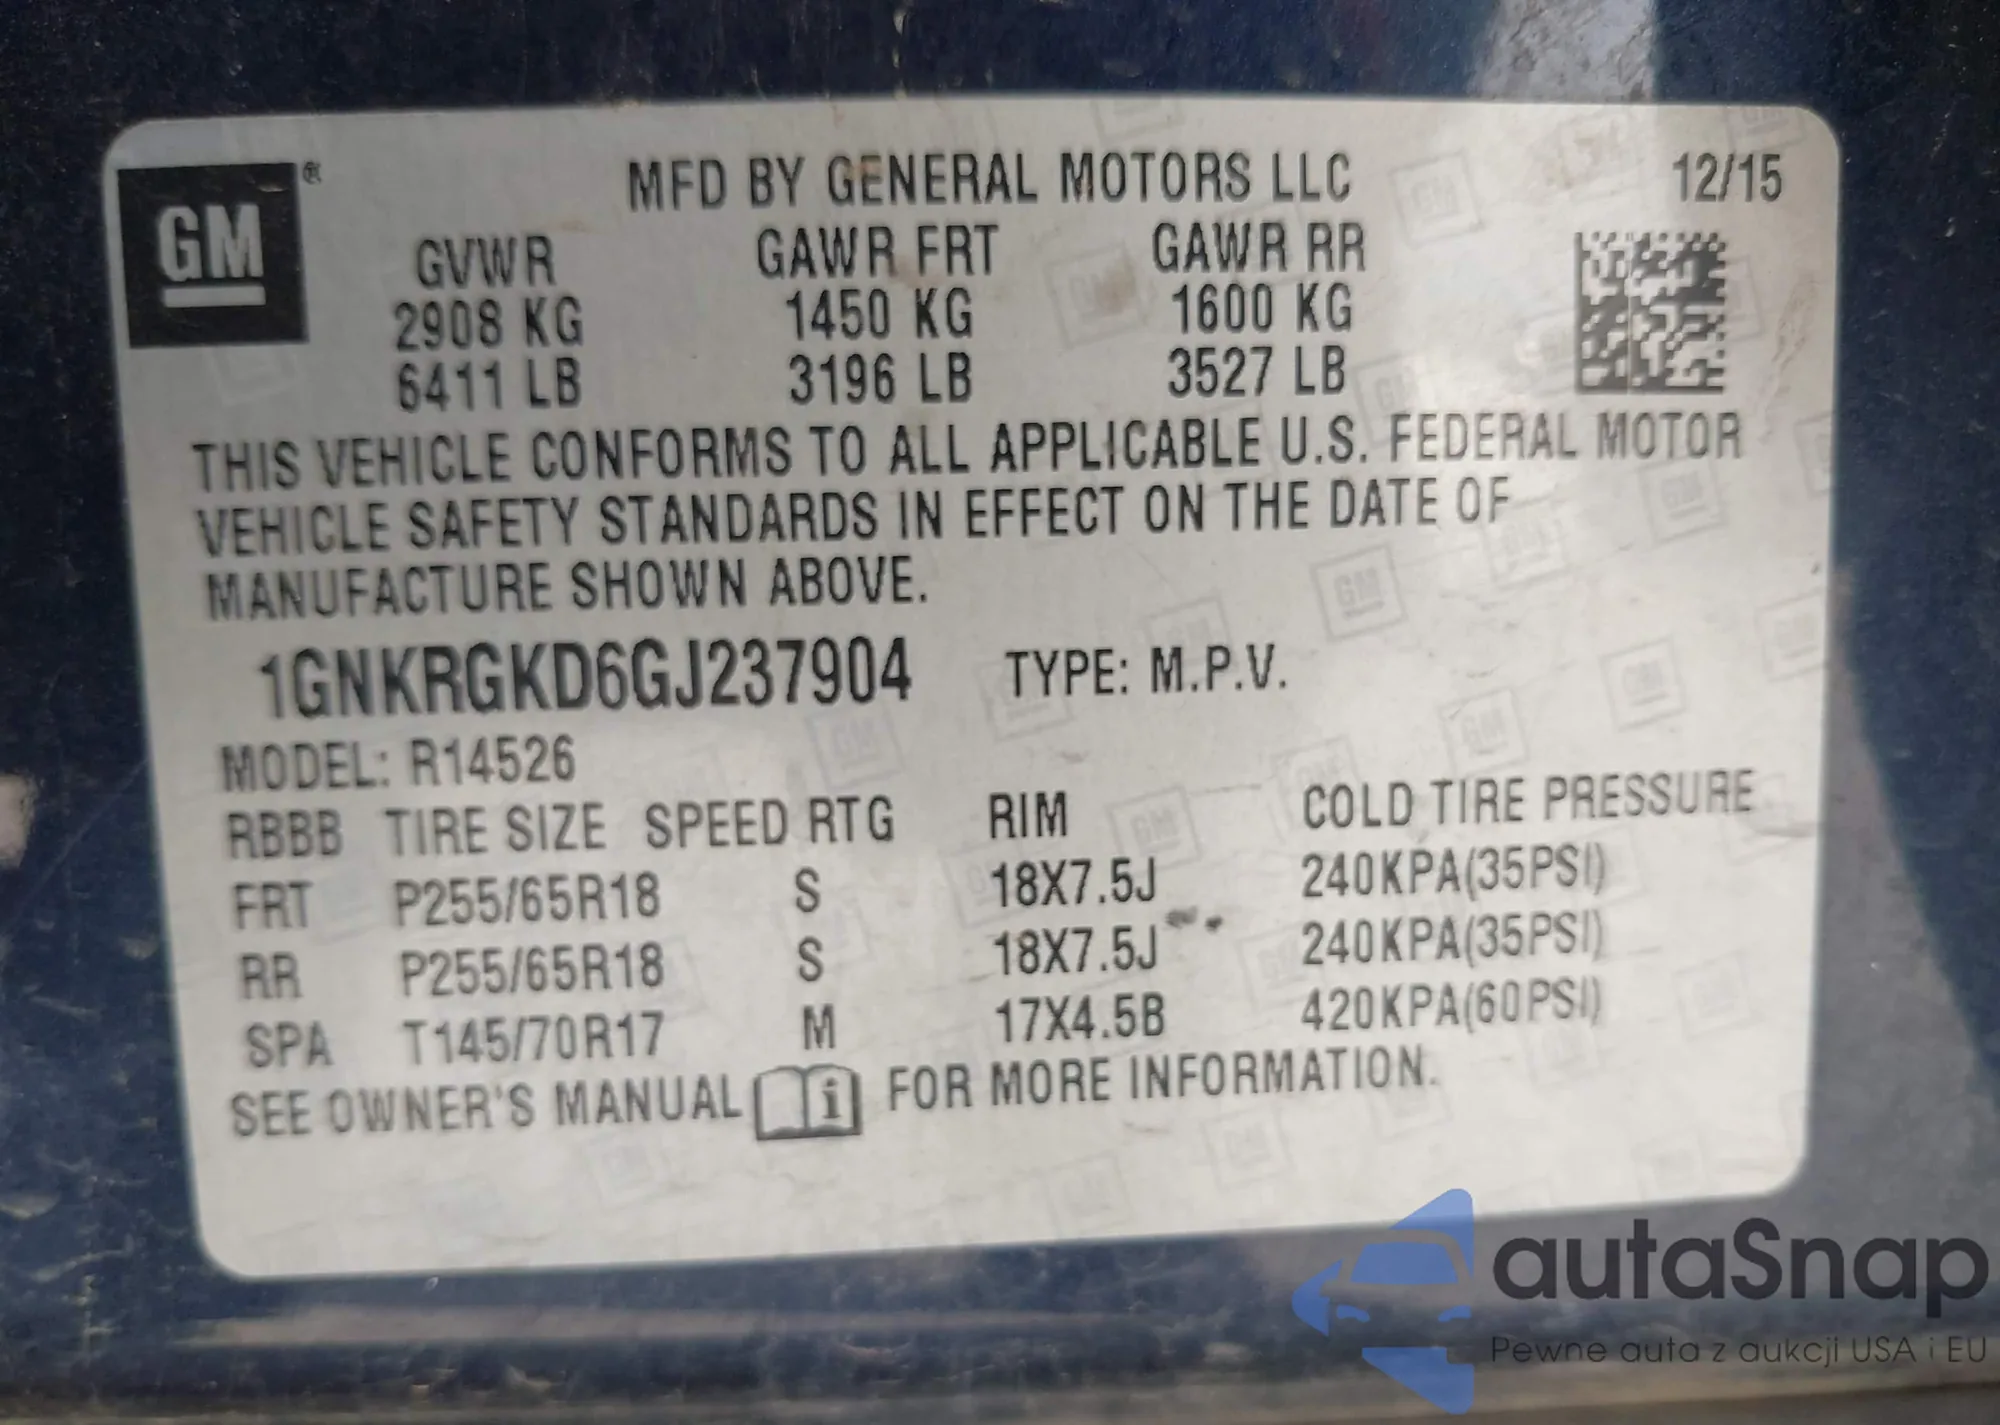 GM ®
MFD BY GENERAL MOTORS LLC 12/15
GVWR GAWR FRT GAWR RR
2908 KG 1450 KG 1600 KG
6411 LB 3196 LB 3527 LB
THIS VEHICLE CONFORMS TO ALL APPLICABLE U.S. FEDERAL MOTOR
VEHICLE SAFETY STANDARDS IN EFFECT ON THE DATE OF
MANUFACTURE SHOWN ABOVE.
1GNKRGKD6GJ237904 TYPE: M.P.V.
MODEL: R14526
RBBB TIRE SIZE SPEED RTG RIM COLD TIRE PRESSURE
FRT P255/65R18 S 18X7.5J 240KPA(35PSI)
RR P255/65R18 S 18X7.5J 240KPA(35PSI)
SPA T145/70R17 M 17X4.5B 420KPA(60PSI)
SEE OWNER'S MANUAL i FOR MORE INFORMATION.
autaSnap
Pewne auta z aukcji USA i EU